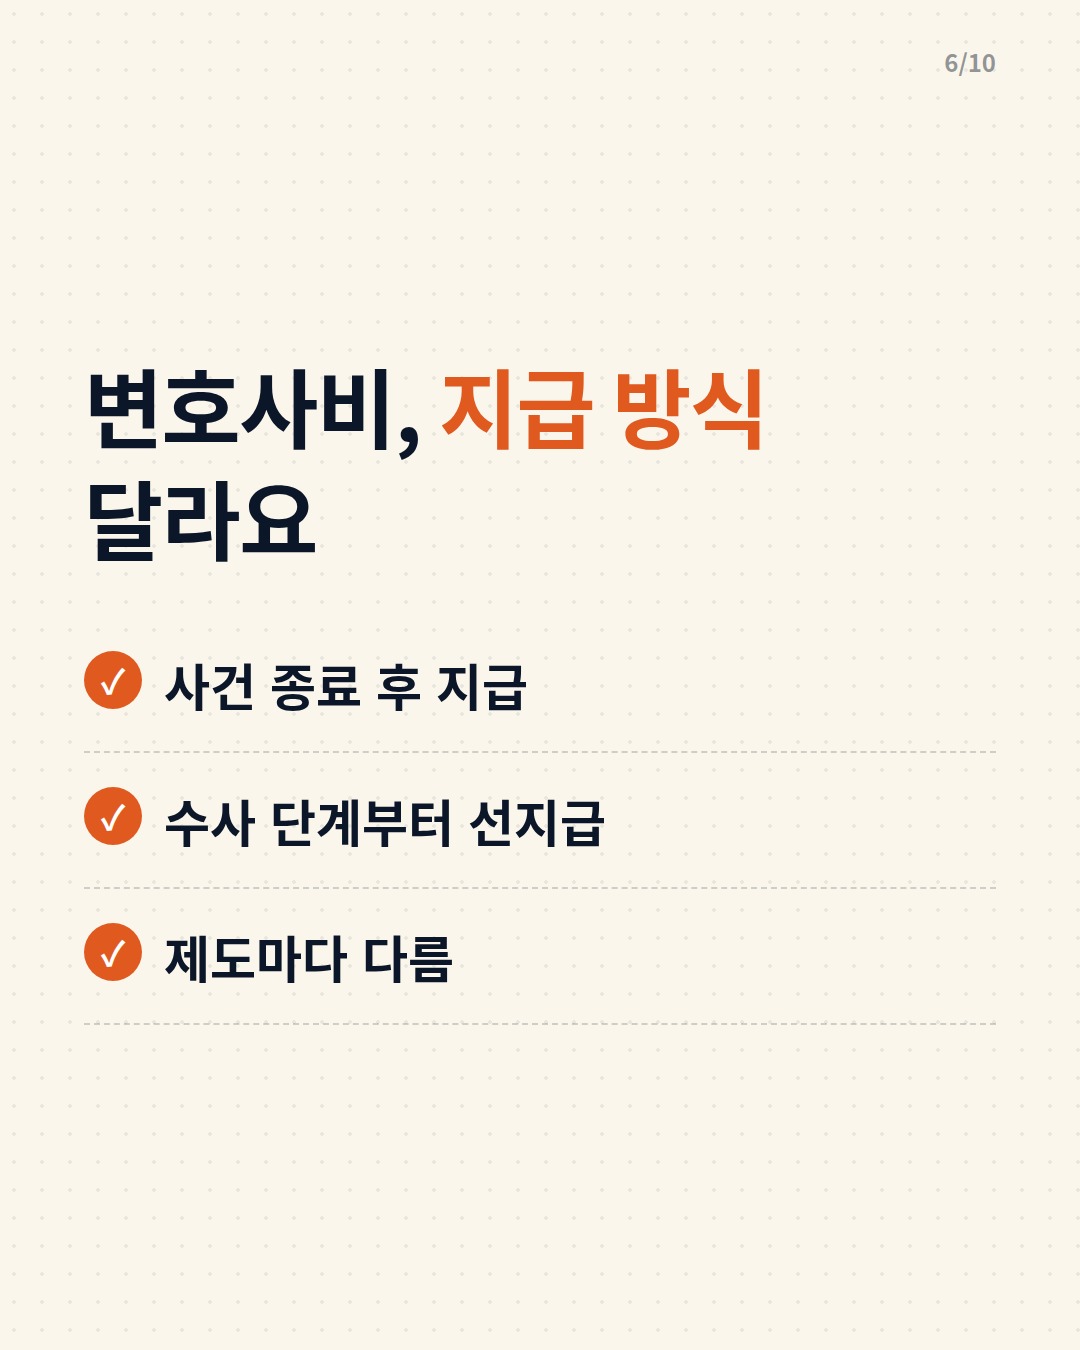 6/10
변호사비, 지급 방식
달라요
✓ 사건 종료 후 지급
✓ 수사 단계부터 선지급
✓ 제도마다 다름